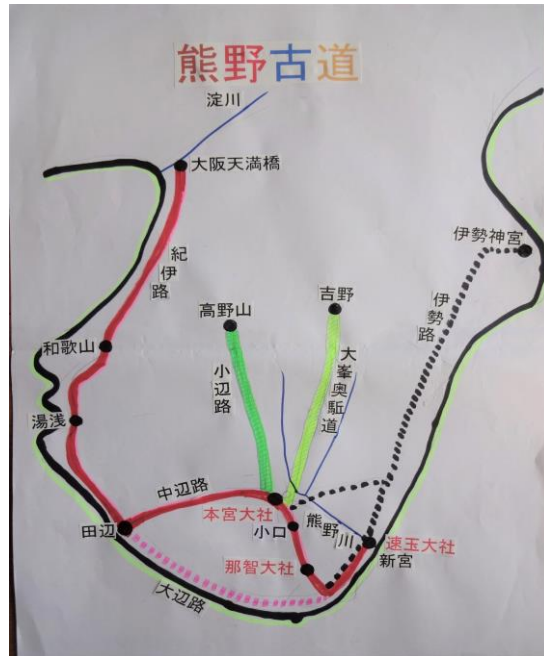 熊野古道
淀川
大阪天満橋
伊勢神宮
紀伊路
伊勢路
吉野
高野山
和歌山
小辺路
大峯奥駈道
湯浅
中辺路
本宮大社
小口
熊野川
田辺
速玉大社
新宮
那智大社
大辺路